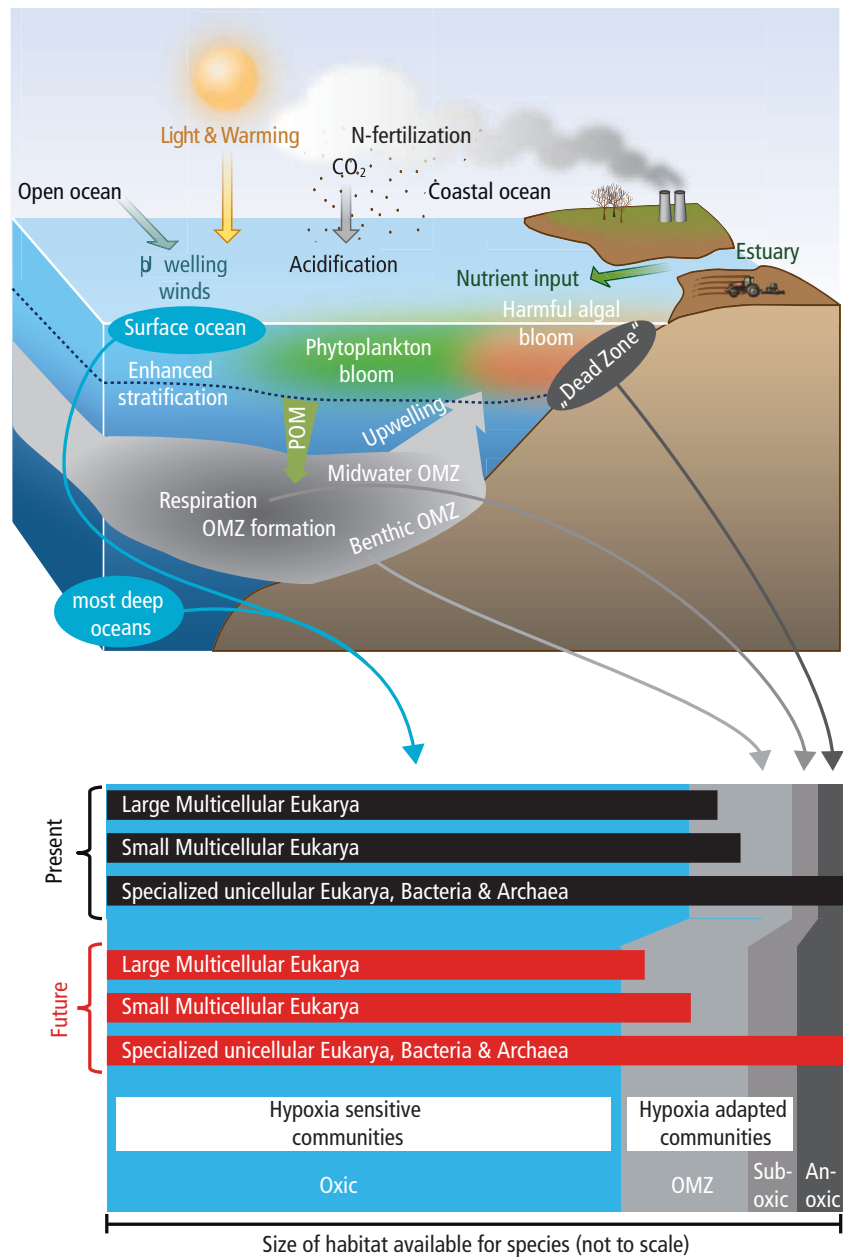 Light & Warming
N-fertilization
CO2
Open ocean
Coastal ocean
Estuary
welling
winds
Acidification
Nutrient input
Surface ocean
Harmful algal
bloom
Phytoplankton
bloom
„Dead Zone“
Enhanced
stratification
POM
Upwelling
Midwater OMZ
Respiration
OMZ formation
Benthic OMZ
most deep
oceans
Present
Large Multicellular Eukarya
Small Multicellular Eukarya
Specialized unicellular Eukarya, Bacteria & Archaea
Future
Large Multicellular Eukarya
Small Multicellular Eukarya
Specialized unicellular Eukarya, Bacteria & Archaea
Hypoxia sensitive
communities
Hypoxia adapted
communities
Oxic
OMZ
Sub-
oxic
An-
oxic
Size of habitat available for species (not to scale)